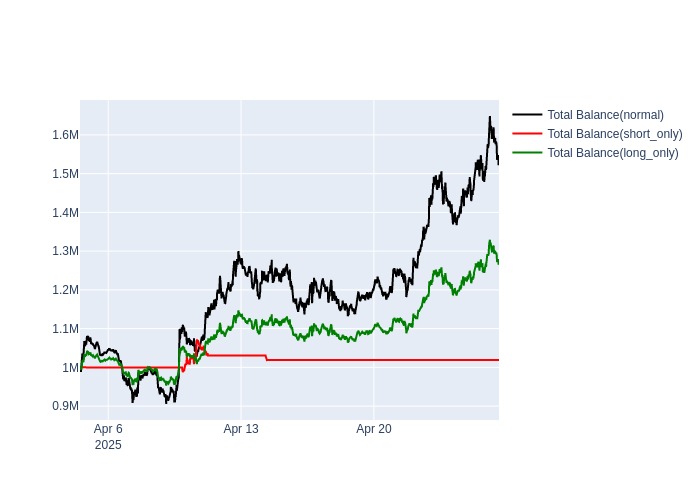 Total Balance(normal)
Total Balance(short_only)
Total Balance(long_only)
1.6M
1.5M
1.4M
1.3M
1.2M
1.1M
1M
0.9M
Apr 6
2025
Apr 13
Apr 20